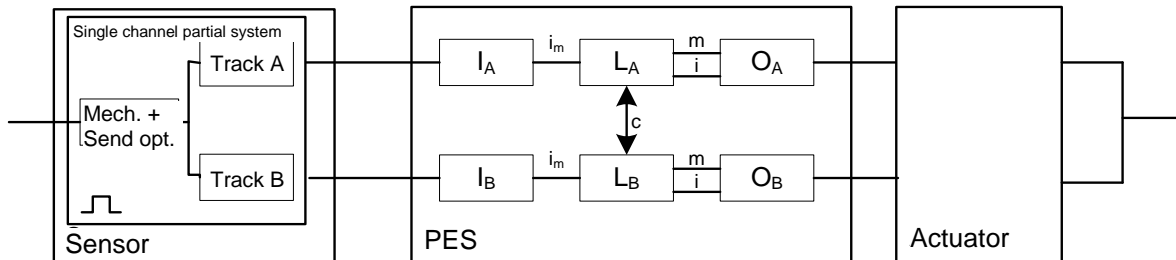 Single channel partial system
Track A
Mech. +
Send opt.
Track B
Sensor
I_A
i_m
L_A
m
i
O_A
c
I_B
i_m
L_B
m
i
O_B
PES
Actuator